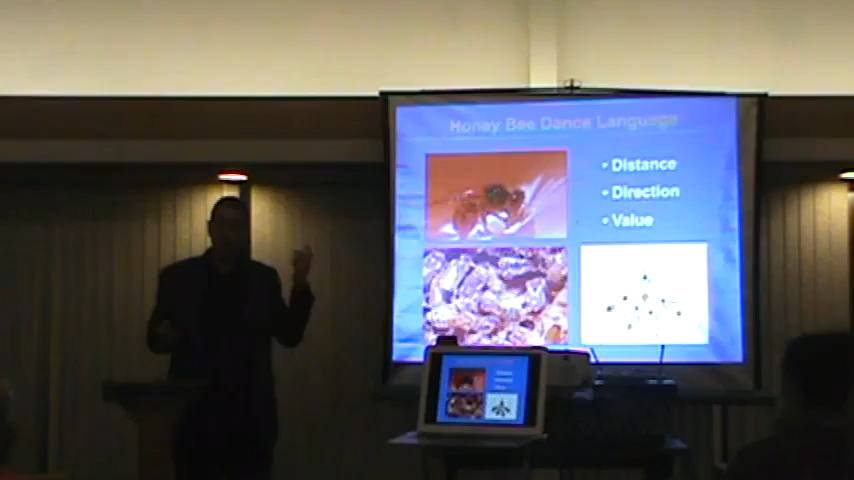 Honey Bee Dance Language
• Distance
• Direction
• Value